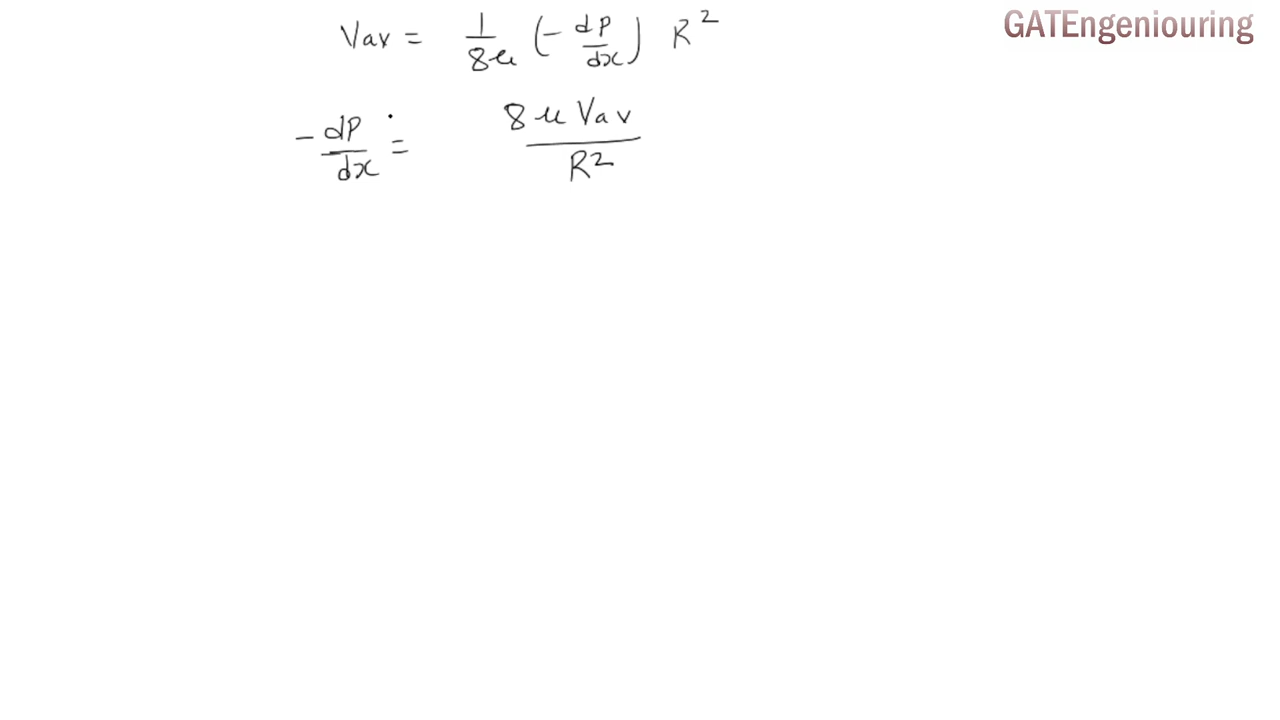 GATEngeniouring
Vav = 1/8μ (-dP/dx) R²
-dP/dx = 8μVav/R²